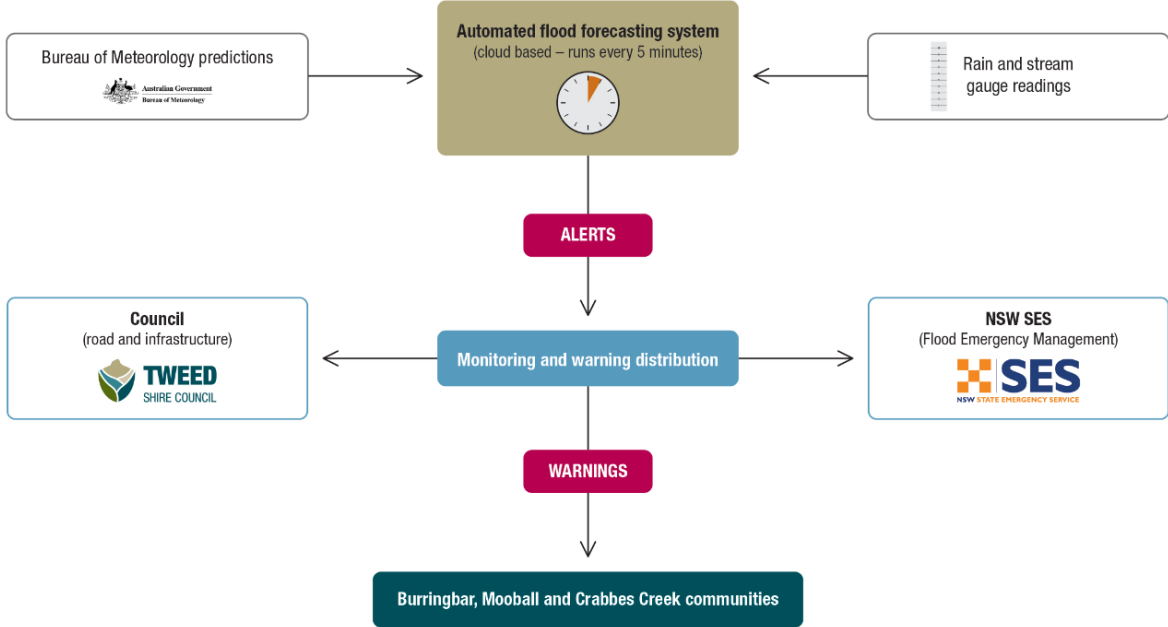 Automated flood forecasting system
(cloud based – runs every 5 minutes)
Bureau of Meteorology predictions
Australian Government
Bureau of Meteorology
Rain and stream
gauge readings
ALERTS
Council
(road and infrastructure)
TWEED
SHIRE COUNCIL
Monitoring and warning distribution
NSW SES
(Flood Emergency Management)
SES
NSW STATE EMERGENCY SERVICE
WARNINGS
Burringbar, Mooball and Crabbes Creek communities